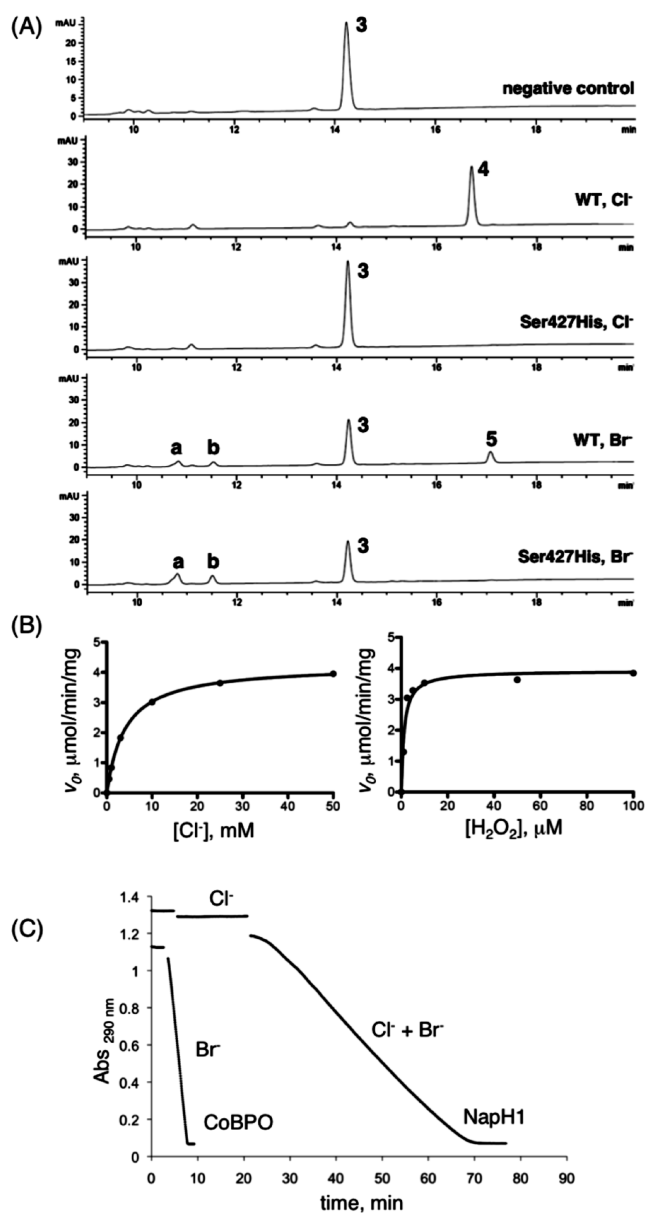 (A)
mAU
25
20
15
10
5
0
3
negative control
10 12 14 16 18 min
mAU
30
20
10
0
4
WT, Cl-
10 12 14 16 18 min
mAU
30
20
10
0
3
Ser427His, Cl-
10 12 14 16 18 min
mAU
30
20
10
0
a b 3 5
WT, Br-
10 12 14 16 18 min
mAU
30
20
10
0
a b 3
Ser427His, Br-
10 12 14 16 18 min
(B)
5
4
3
2
1
0
v0, μmol/min/mg
0 10 20 30 40 50
[Cl-], mM
5
4
3
2
1
0
v0, μmol/min/mg
0 20 40 60 80 100
[H2O2], μM
(C)
1.4
1.2
1
0.8
0.6
0.4
0.2
0
Abs 290 nm
Cl-
Cl- + Br-
Br-
CoBPO
NapH1
0 10 20 30 40 50 60 70 80 90
time, min